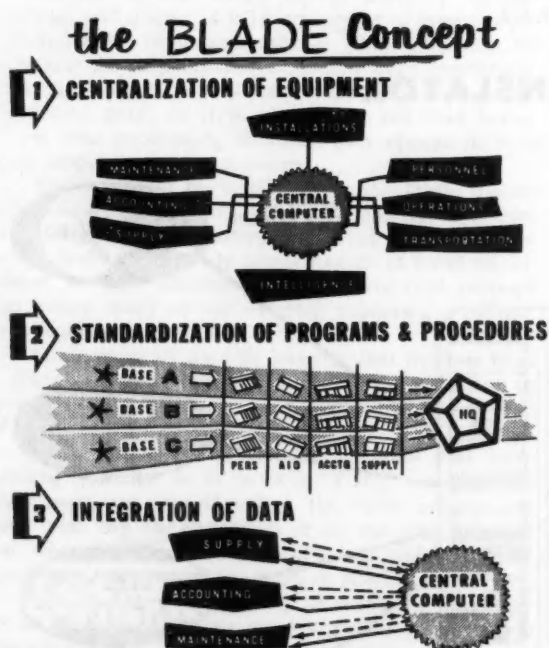 the BLADE Concept
1 CENTRALIZATION OF EQUIPMENT
INSTALLATIONS
MAINTENANCE
PERSONNEL
ACCOUNTING
CENTRAL
COMPUTER
OPERATIONS
SUPPLY
TRANSPORTATION
INTELLIGENCE
2 STANDARDIZATION OF PROGRAMS & PROCEDURES
BASE A
BASE B
BASE C
HQ
PERS AIO ACCTG SUPPLY
3 INTEGRATION OF DATA
SUPPLY
ACCOUNTING
MAINTENANCE
CENTRAL
COMPUTER